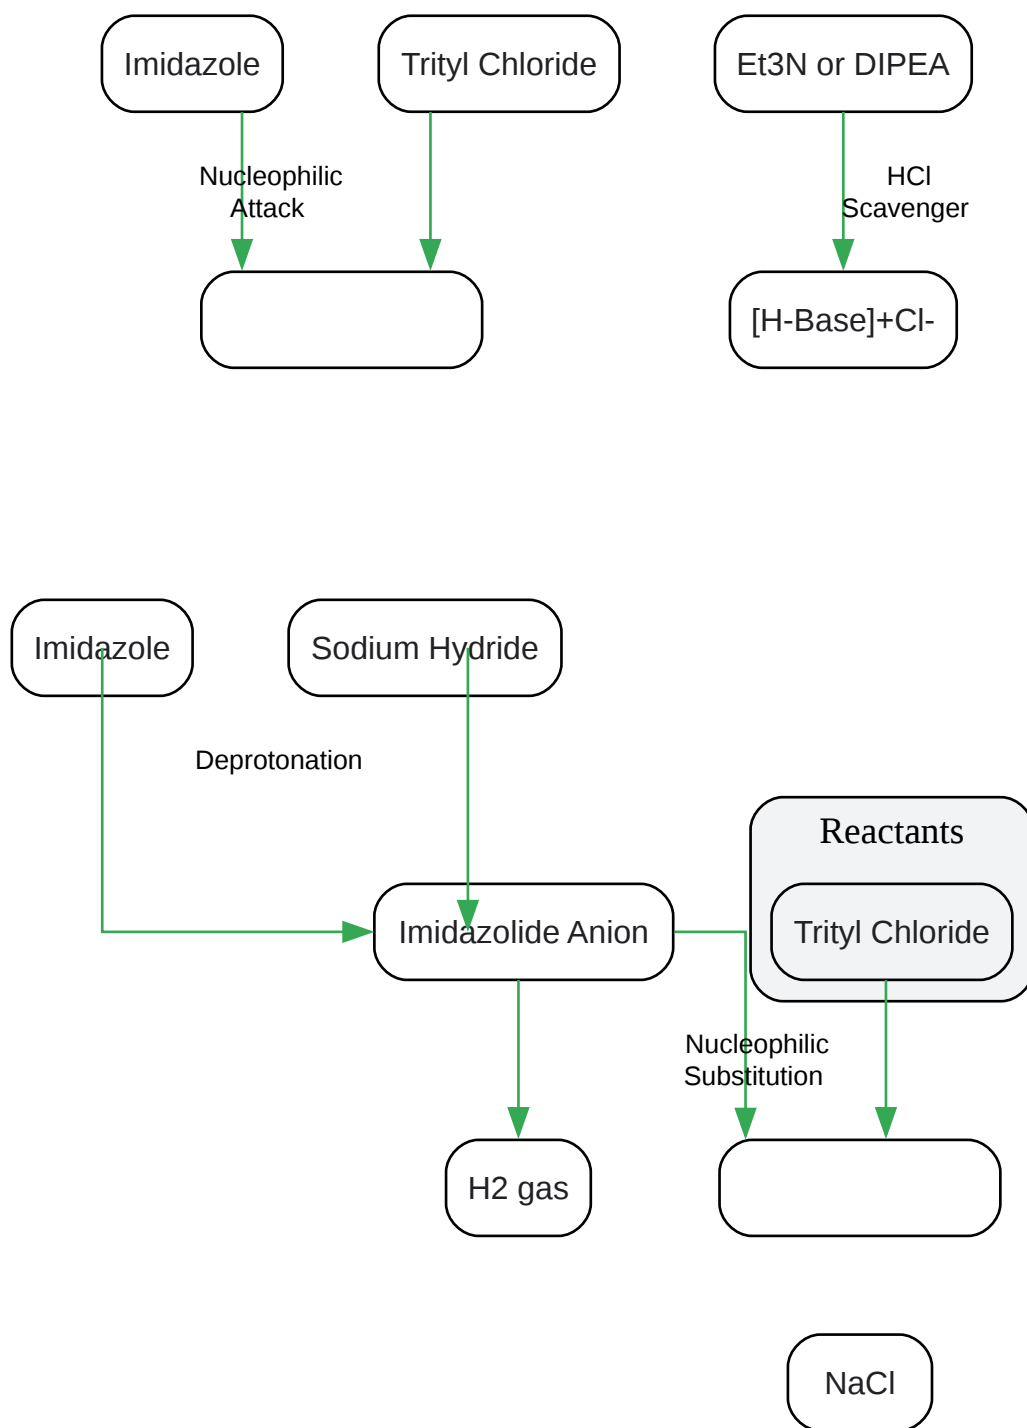 Imidazole
Trityl Chloride
Et3N or DIPEA
Nucleophilic
Attack
HCl
Scavenger
[H-Base]+Cl-
Imidazole
Sodium Hydride
Deprotonation
Reactants
Imidazolide Anion
Trityl Chloride
Nucleophilic
Substitution
H2 gas
NaCl